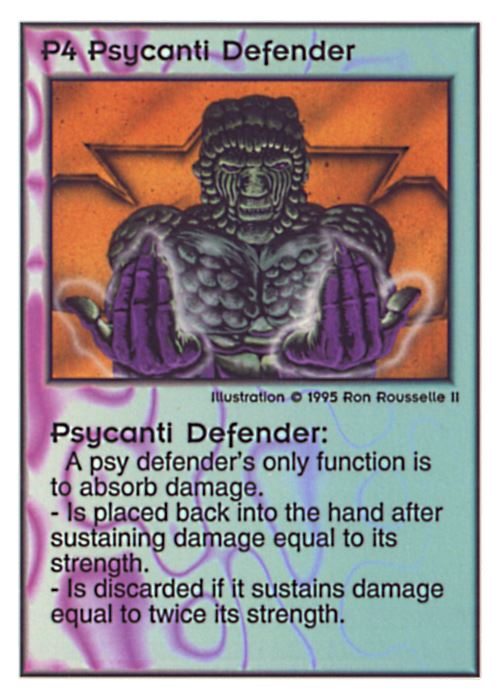 P4 Psycanti Defender
Illustration © 1995 Ron Rousselle II
Psycanti Defender:
A psy defender's only function is
to absorb damage.
- Is placed back into the hand after
sustaining damage equal to its
strength.
- Is discarded if it sustains damage
equal to twice its strength.